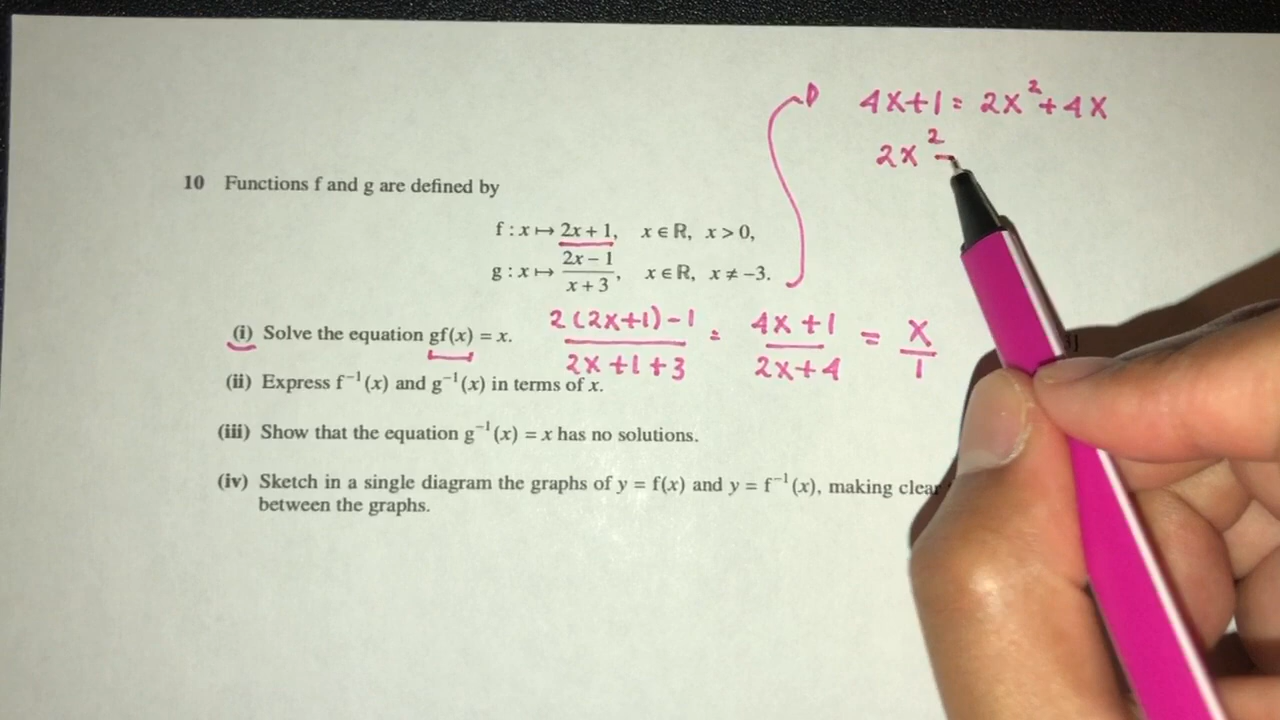 4x+1 = 2x²+4x
2x² -
10 Functions f and g are defined by
f : x ↦ 2x + 1, x ∈ ℝ, x > 0,
g : x ↦ (2x − 1)/(x + 3), x ∈ ℝ, x ≠ −3.
(i) Solve the equation gf(x) = x. (2(2x+1)-1)/(2x+1+3) = (4x+1)/(2x+4) = x/1
(ii) Express f⁻¹(x) and g⁻¹(x) in terms of x.
(iii) Show that the equation g⁻¹(x) = x has no solutions.
(iv) Sketch in a single diagram the graphs of y = f(x) and y = f⁻¹(x), making clear
between the graphs.